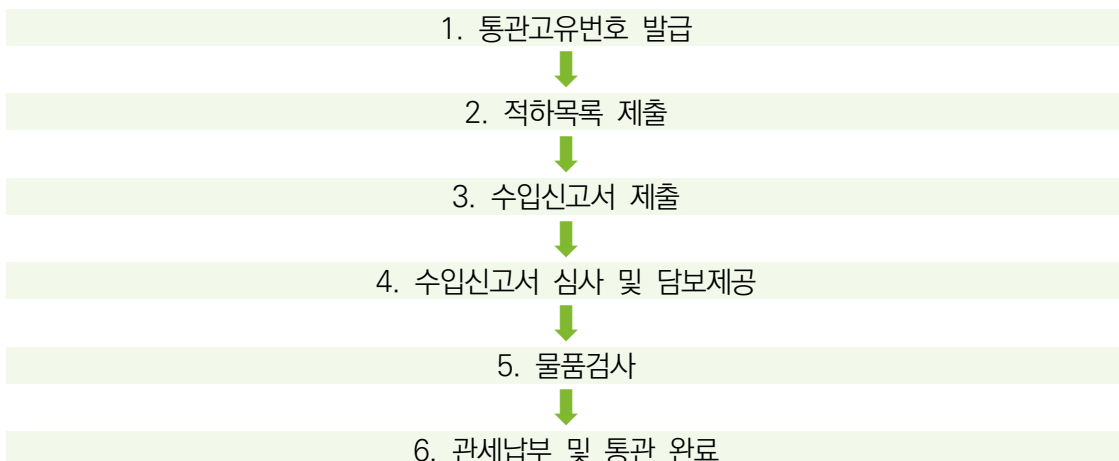 1. 통관고유번호 발급
2. 적하목록 제출
3. 수입신고서 제출
4. 수입신고서 심사 및 담보제공
5. 물품검사
6. 관세납부 및 통관 완료